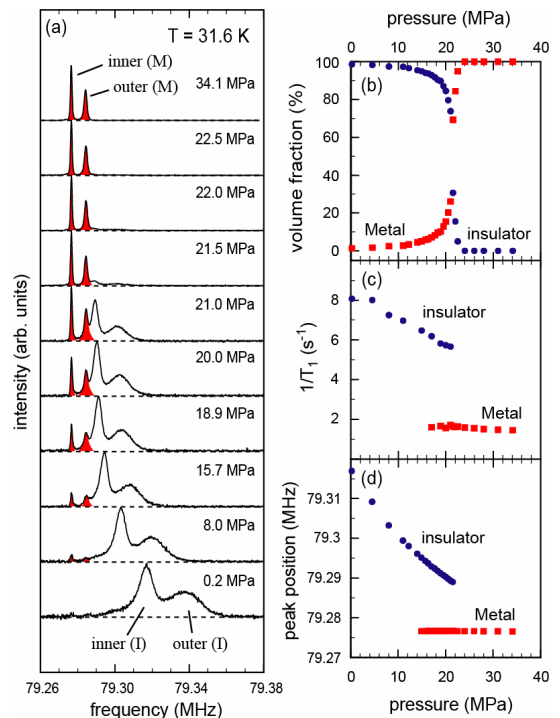 (a)
T = 31.6 K
inner (M)
outer (M)
34.1 MPa
22.5 MPa
22.0 MPa
21.5 MPa
21.0 MPa
20.0 MPa
18.9 MPa
15.7 MPa
8.0 MPa
0.2 MPa
inner (I)
outer (I)
intensity (arb. units)
79.26
79.30
79.34
79.38
frequency (MHz)
pressure (MPa)
0
10
20
30
40
(b)
100
80
60
40
20
0
volume fraction (%)
Metal
insulator
(c)
8
6
4
2
0
1/T1 (s-1)
insulator
Metal
(d)
79.31
79.3
79.29
79.28
79.27
peak position (MHz)
insulator
Metal
0
10
20
30
40
pressure (MPa)